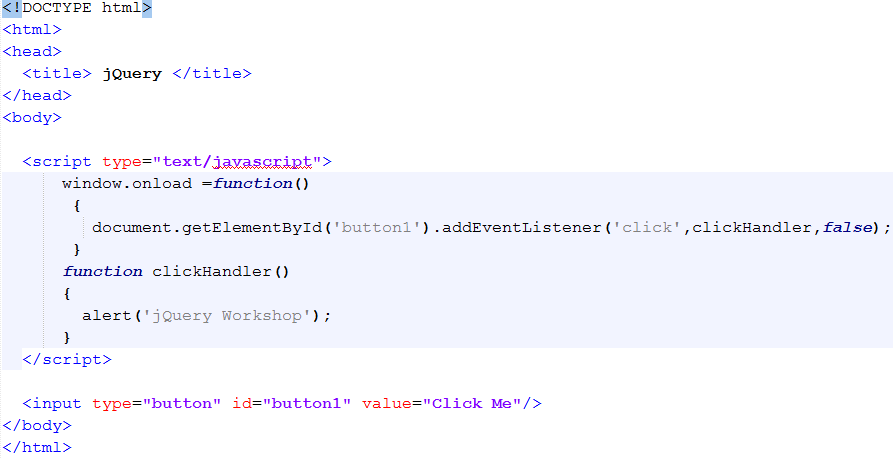 <!DOCTYPE html>
<html>
<head>
<title> jQuery </title>
</head>
<body>
<script type="text/javascript">
window.onload =function()
{
document.getElementById('button1').addEventListener('click',clickHandler,false);
}
function clickHandler()
{
alert('jQuery Workshop');
}
</script>
<input type="button" id="button1" value="Click Me"/>
</body>
</html>